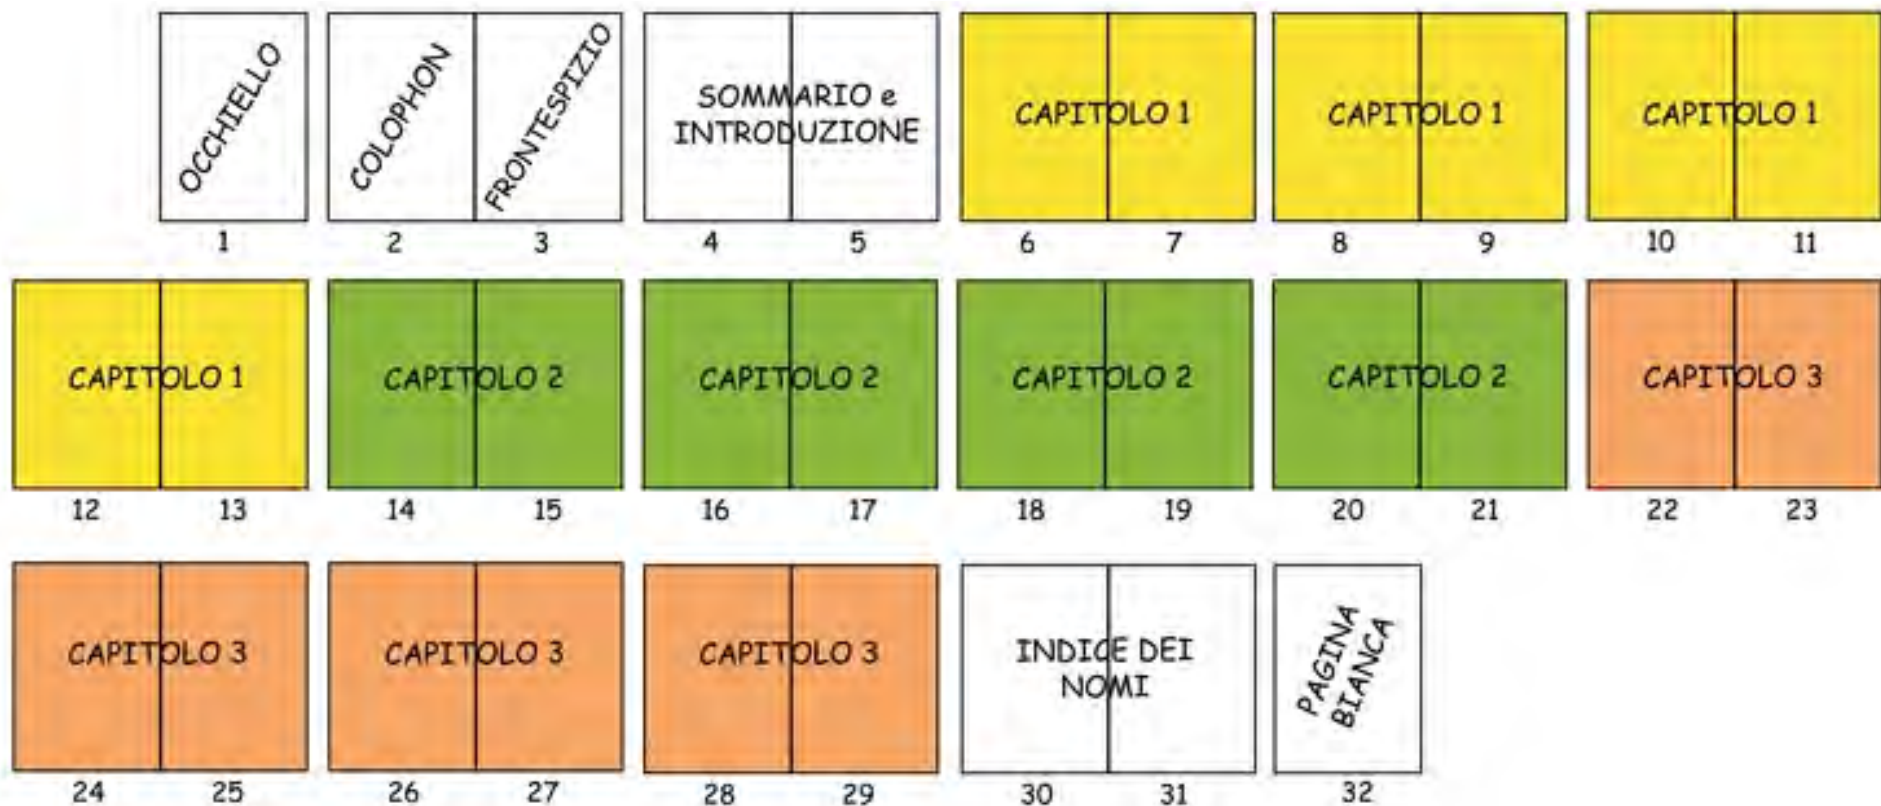 OCCHIELLO
COLOPHON
FRONTESPIZIO
SOMMARIO e
INTRODUZIONE
CAPITOLO 1
CAPITOLO 1
CAPITOLO 1
1
2
3
4
5
6
7
8
9
10
11
CAPITOLO 1
CAPITOLO 2
CAPITOLO 2
CAPITOLO 2
CAPITOLO 2
CAPITOLO 3
12
13
14
15
16
17
18
19
20
21
22
23
CAPITOLO 3
CAPITOLO 3
CAPITOLO 3
INDICE DEI
NOMI
PAGINA
BIANCA
24
25
26
27
28
29
30
31
32